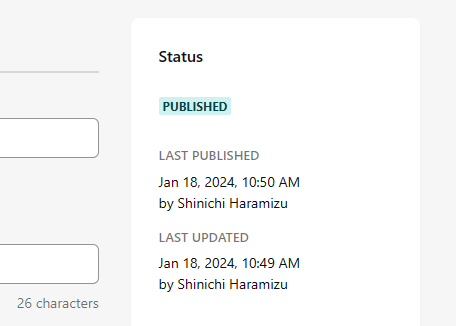 Status
PUBLISHED
LAST PUBLISHED
Jan 18, 2024, 10:50 AM
by Shinichi Haramizu
LAST UPDATED
Jan 18, 2024, 10:49 AM
by Shinichi Haramizu
26 characters